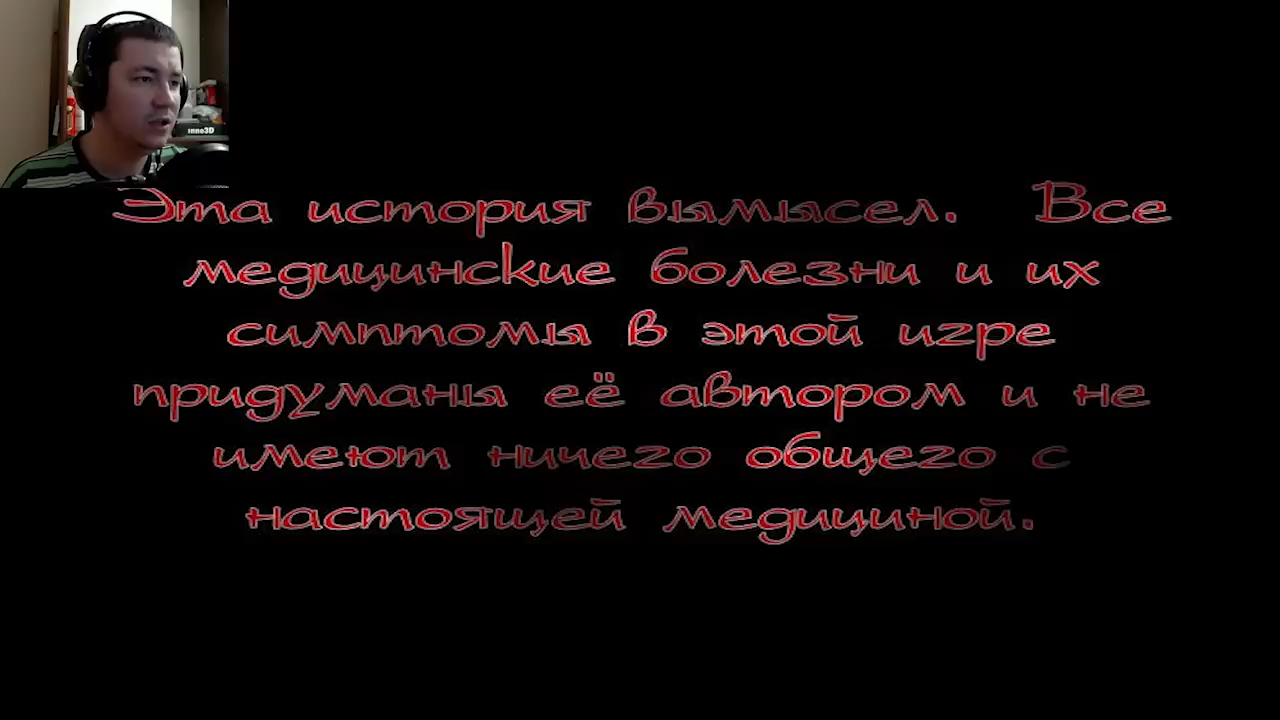 inno3D
Эта история вымысел. Все
медицинские болезни и их
симптомы в этой игре
придуманы её автором и не
имеют ничего общего с
настоящей медициной.